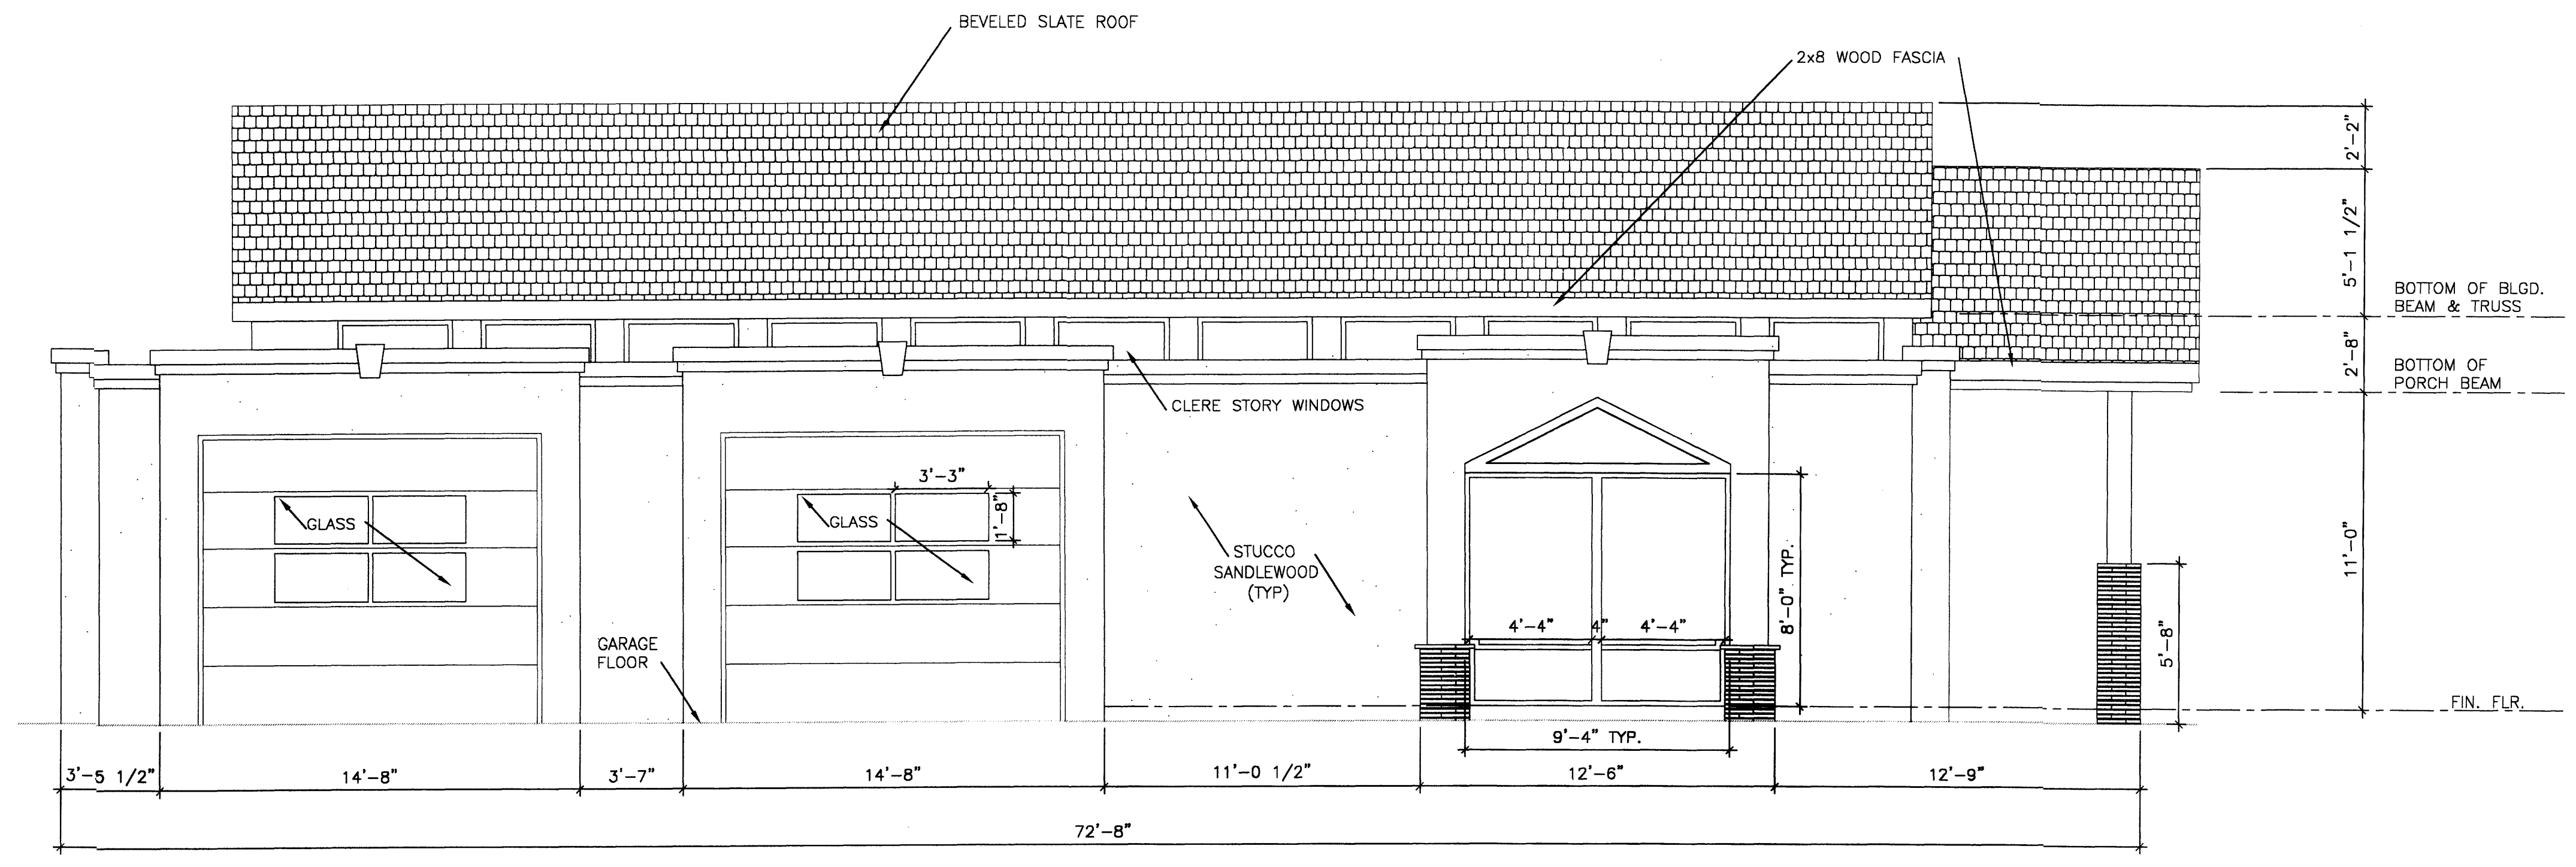 BEVELED SLATE ROOF
2x8 WOOD FASCIA
2'-2"
5'-1 1/2"
BOTTOM OF BLGD.
BEAM & TRUSS
2'-8"
BOTTOM OF
PORCH BEAM
CLERE STORY WINDOWS
3'-3"
1'-8"
GLASS
GLASS
STUCCO
SANDLEWOOD
(TYP)
8'-0" TYP.
11'-0"
4'-4"
4"
4'-4"
5'-8"
GARAGE
FLOOR
FIN. FLR.
9'-4" TYP.
3'-5 1/2"
14'-8"
3'-7"
14'-8"
11'-0 1/2"
12'-6"
12'-9"
72'-8"